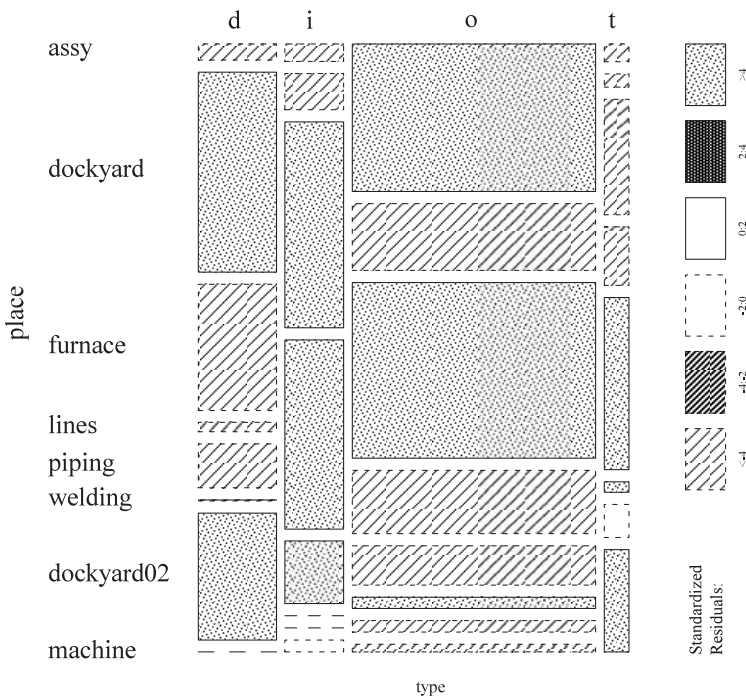 d i o t
assy
dockyard
furnace
lines
piping
welding
dockyard02
machine
place
type
>4
2:4
0:2
-2:0
-4:-2
<-4
Standardized
Residuals: